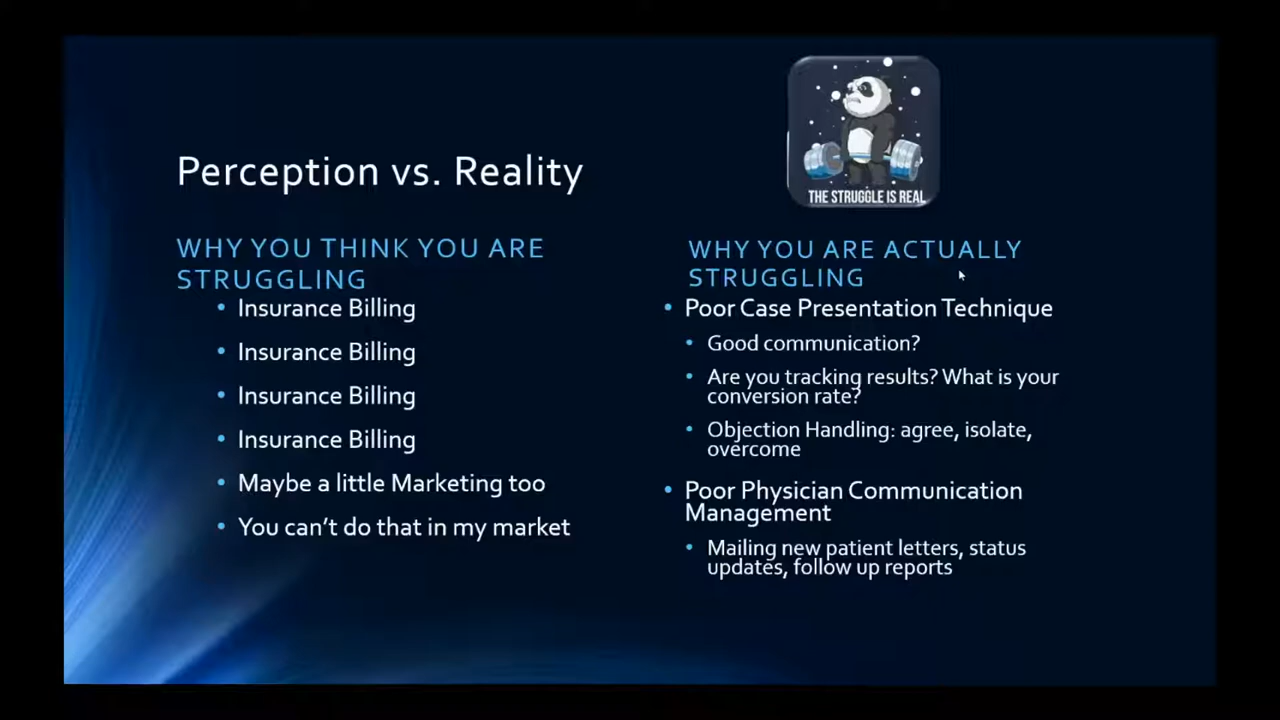 THE STRUGGLE IS REAL
Perception vs. Reality
WHY YOU THINK YOU ARE
STRUGGLING
• Insurance Billing
• Insurance Billing
• Insurance Billing
• Insurance Billing
• Maybe a little Marketing too
• You can’t do that in my market
WHY YOU ARE ACTUALLY
STRUGGLING
• Poor Case Presentation Technique
• Good communication?
• Are you tracking results? What is your
conversion rate?
• Objection Handling: agree, isolate,
overcome
• Poor Physician Communication
Management
• Mailing new patient letters, status
updates, follow up reports